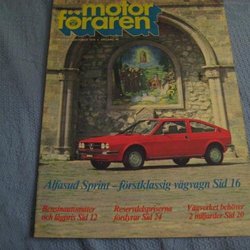 motor
föraren
Alfasud Sprint - förstklassig vägvagn Sid 16
Bensinautomater
och lågpris Sid 12
Reservdelspriserna
fördyrar Sid 24
Vägverket behöver
2 miljarder Sid 20